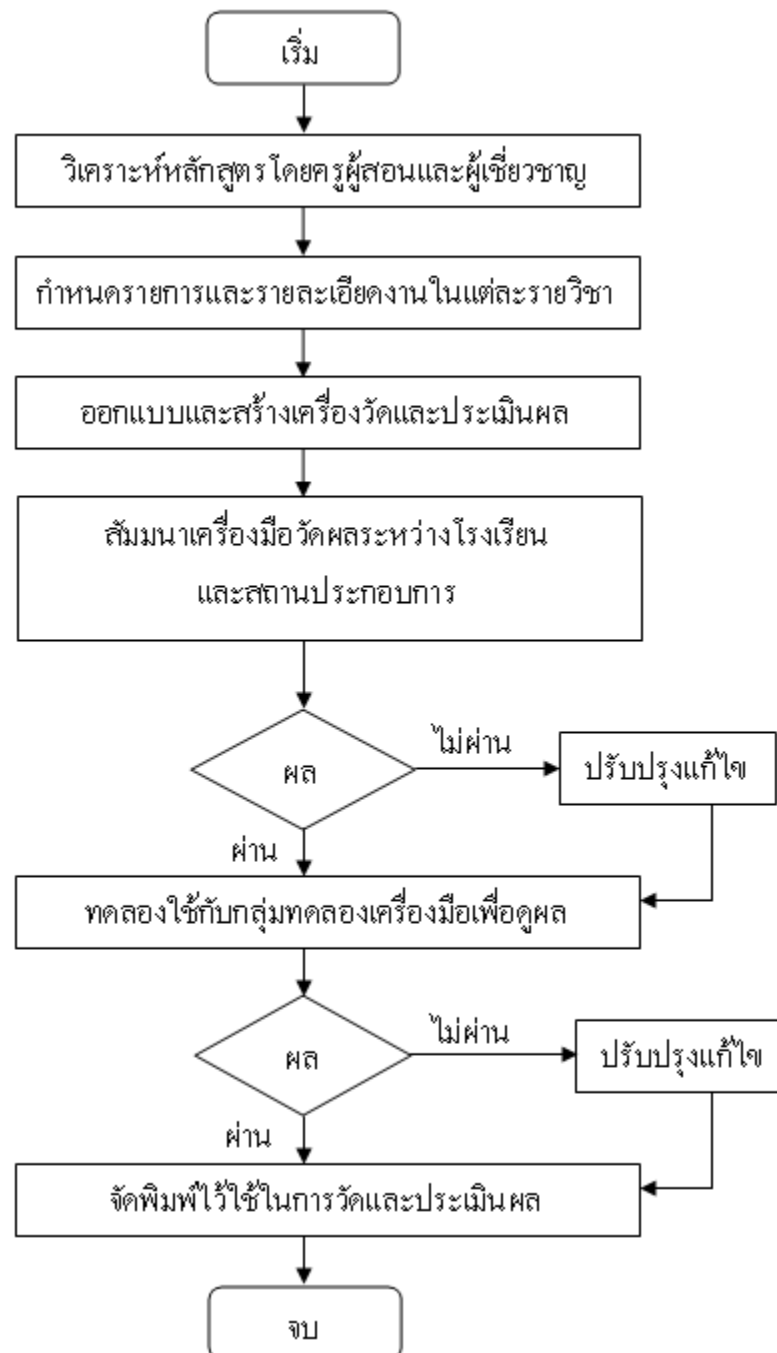 เริ่ม
วิเคราะห์หลักสูตรโดยครูผู้สอนและผู้เชี่ยวชาญ
กำหนดรายการและรายละเอียดงานในแต่ละรายวิชา
ออกแบบและสร้างเครื่องวัดและประเมินผล
สัมมนาเครื่องมือวัดผลระหว่างโรงเรียน
และสถานประกอบการ
ผล
ไม่ผ่าน
ปรับปรุงแก้ไข
ผ่าน
ทดลองใช้กับกลุ่มทดลองเครื่องมือเพื่อดูผล
ผล
ไม่ผ่าน
ปรับปรุงแก้ไข
ผ่าน
จัดพิมพ์ไว้ใช้ในการวัดและประเมินผล
จบ